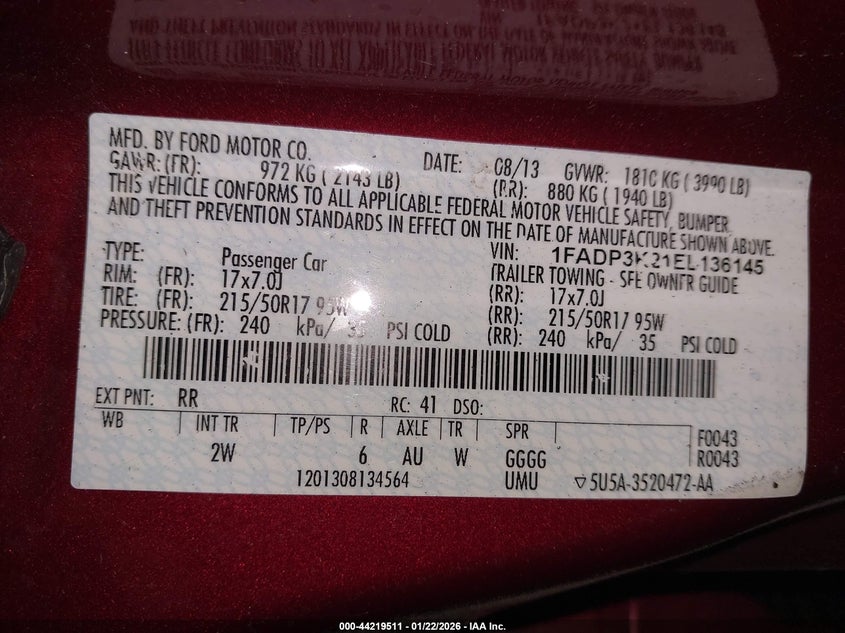 MFD. BY FORD MOTOR CO. DATE: 08/13 GVWR: 1810 KG ( 3990 LB)
GAWR: (FR): 972 KG ( 2143 LB) (RR): 880 KG ( 1940 LB)
THIS VEHICLE CONFORMS TO ALL APPLICABLE FEDERAL MOTOR VEHICLE SAFETY, BUMPER,
AND THEFT PREVENTION STANDARDS IN EFFECT ON THE DATE OF MANUFACTURE SHOWN ABOVE.
VIN: 1FADP3K21EL136145
TYPE: Passenger Car TRAILER TOWING - SEE OWNER GUIDE
RIM: (FR): 17x7.0J (RR): 17x7.0J
TIRE: (FR): 215/50R17 95W (RR): 215/50R17 95W
PRESSURE: (FR): 240 kPa/ 35 PSI COLD (RR): 240 kPa/ 35 PSI COLD
EXT PNT: RR RC: 41 DSO:
WB INT TR TP/PS R AXLE TR SPR F0043
2W 6 AU W GGGG R0043
1201308134564 UMU ▽5U5A-3520472-AA
000-44219511 - 01/22/2026 - IAA Inc.